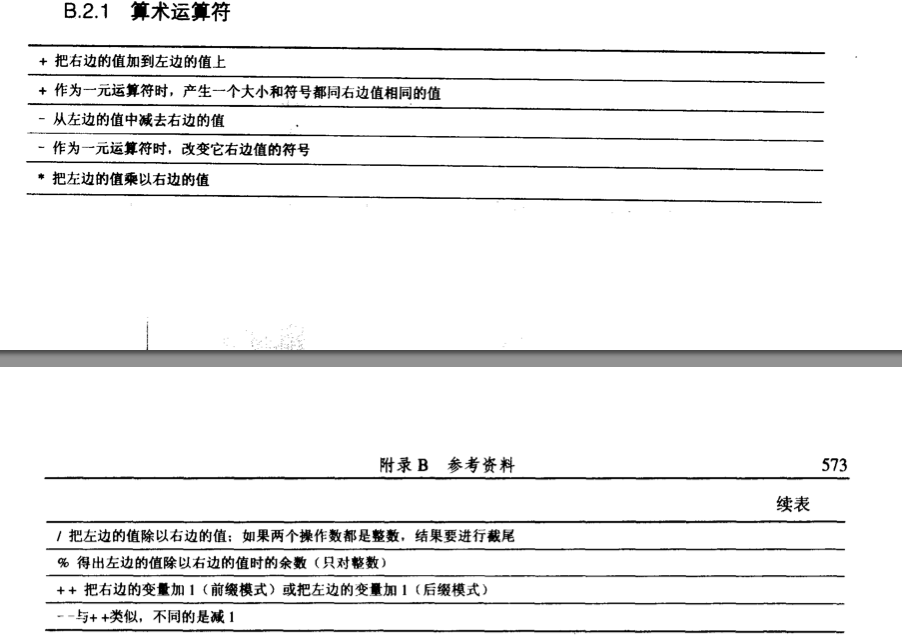 B.2.1 算术运算符
+ 把右边的值加到左边的值上
+ 作为一元运算符时，产生一个大小和符号都同右边值相同的值
- 从左边的值中减去右边的值
- 作为一元运算符时，改变它右边值的符号
* 把左边的值乘以右边的值
附录 B 参考资料 573
续表
/ 把左边的值除以右边的值；如果两个操作数都是整数，结果要进行截尾
% 得出左边的值除以右边的值时的余数（只对整数）
++ 把右边的变量加 1（前缀模式）或把左边的变量加 1（后缀模式）
--与++类似，不同的是减 1